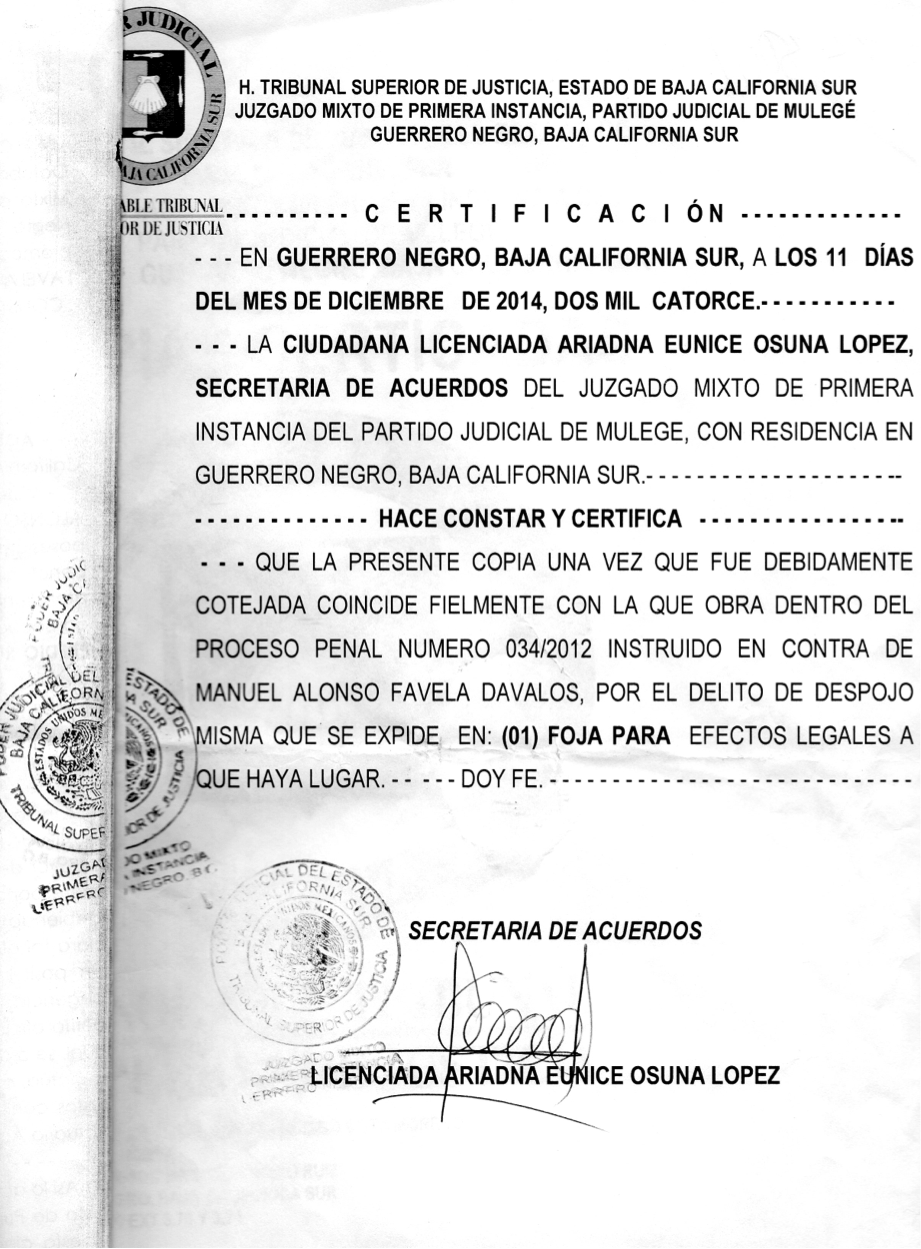 H. TRIBUNAL SUPERIOR DE JUSTICIA, ESTADO DE BAJA CALIFORNIA SUR
JUZGADO MIXTO DE PRIMERA INSTANCIA, PARTIDO JUDICIAL DE MULEGÉ
GUERRERO NEGRO, BAJA CALIFORNIA SUR
JUDICIAL
BAJA CALIFORNIA SUR
ABLE TRIBUNAL
OR DE JUSTICIA
- - - - - - - - - - C E R T I F I C A C I ÓN - - - - - - - - - - - - -
- - - EN GUERRERO NEGRO, BAJA CALIFORNIA SUR, A LOS 11 DÍAS
DEL MES DE DICIEMBRE DE 2014, DOS MIL CATORCE.- - - - - - - - - - -
- - - LA CIUDADANA LICENCIADA ARIADNA EUNICE OSUNA LOPEZ,
SECRETARIA DE ACUERDOS DEL JUZGADO MIXTO DE PRIMERA
INSTANCIA DEL PARTIDO JUDICIAL DE MULEGE, CON RESIDENCIA EN
GUERRERO NEGRO, BAJA CALIFORNIA SUR.- - - - - - - - - - - - - - - - - - - --
- - - - - - - - - - - - - - HACE CONSTAR Y CERTIFICA - - - - - - - - - - - - - - - --
- - - QUE LA PRESENTE COPIA UNA VEZ QUE FUE DEBIDAMENTE
COTEJADA COINCIDE FIELMENTE CON LA QUE OBRA DENTRO DEL
PROCESO PENAL NUMERO 034/2012 INSTRUIDO EN CONTRA DE
MANUEL ALONSO FAVELA DAVALOS, POR EL DELITO DE DESPOJO
MISMA QUE SE EXPIDE EN: (01) FOJA PARA EFECTOS LEGALES A
QUE HAYA LUGAR. - - - - - - DOY FE. - - - - - - - - - - - - - - - - - - - - - - - - - - - - -
PODER JUDICIAL DEL ESTADO DE
BAJA CALIFORNIA SUR
ESTADOS UNIDOS MEXICANOS
TRIBUNAL SUPERIOR DE JUSTICIA
JUZGADO MIXTO
PRIMERA INSTANCIA
SECRETARIA DE ACUERDOS
LICENCIADA ARIADNA EUNICE OSUNA LOPEZ